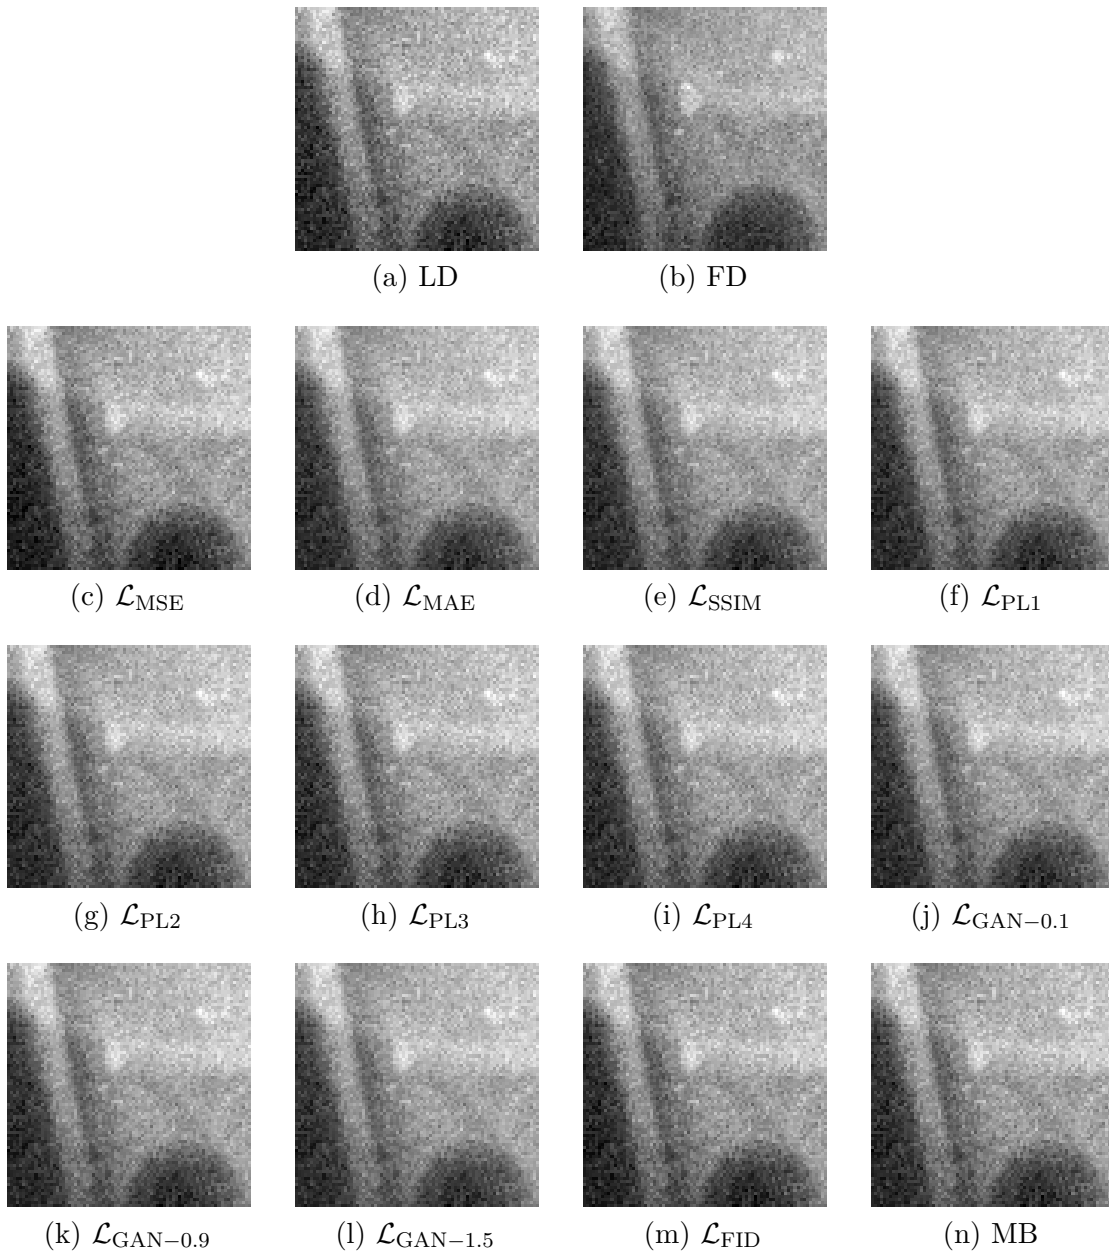 (a) LD (b) FD
(c) ℒ_MSE (d) ℒ_MAE (e) ℒ_SSIM (f) ℒ_PL1
(g) ℒ_PL2 (h) ℒ_PL3 (i) ℒ_PL4 (j) ℒ_GAN−0.1
(k) ℒ_GAN−0.9 (l) ℒ_GAN−1.5 (m) ℒ_FID (n) MB